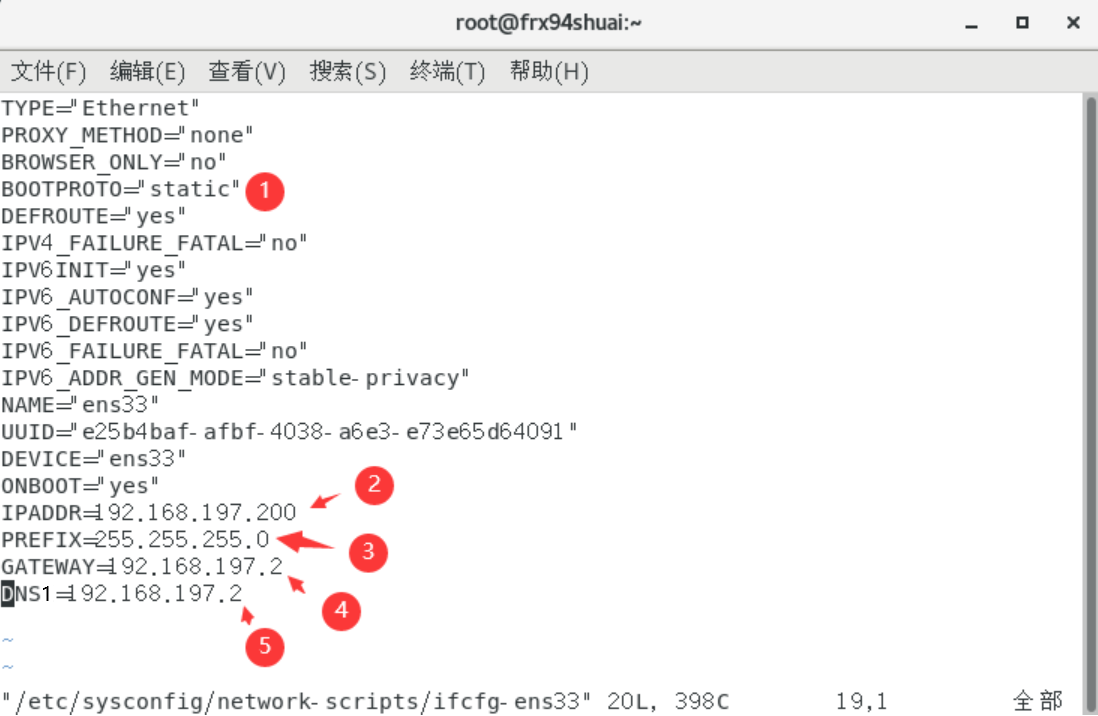 root@frx94shuai:~
文件(F) 编辑(E) 查看(V) 搜索(S) 终端(T) 帮助(H)
TYPE="Ethernet"
PROXY_METHOD="none"
BROWSER_ONLY="no"
BOOTPROTO="static" 1
DEFROUTE="yes"
IPV4_FAILURE_FATAL="no"
IPV6INIT="yes"
IPV6_AUTOCONF="yes"
IPV6_DEFROUTE="yes"
IPV6_FAILURE_FATAL="no"
IPV6_ADDR_GEN_MODE="stable-privacy"
NAME="ens33"
UUID="e25b4baf-afbf-4038-a6e3-e73e65d64091"
DEVICE="ens33"
ONBOOT="yes" 2
IPADDR=192.168.197.200
PREFIX=255.255.255.0 3
GATEWAY=192.168.197.2
DNS1=192.168.197.2 4
5
~
~
"/etc/sysconfig/network-scripts/ifcfg-ens33" 20L, 398C 19,1 全部